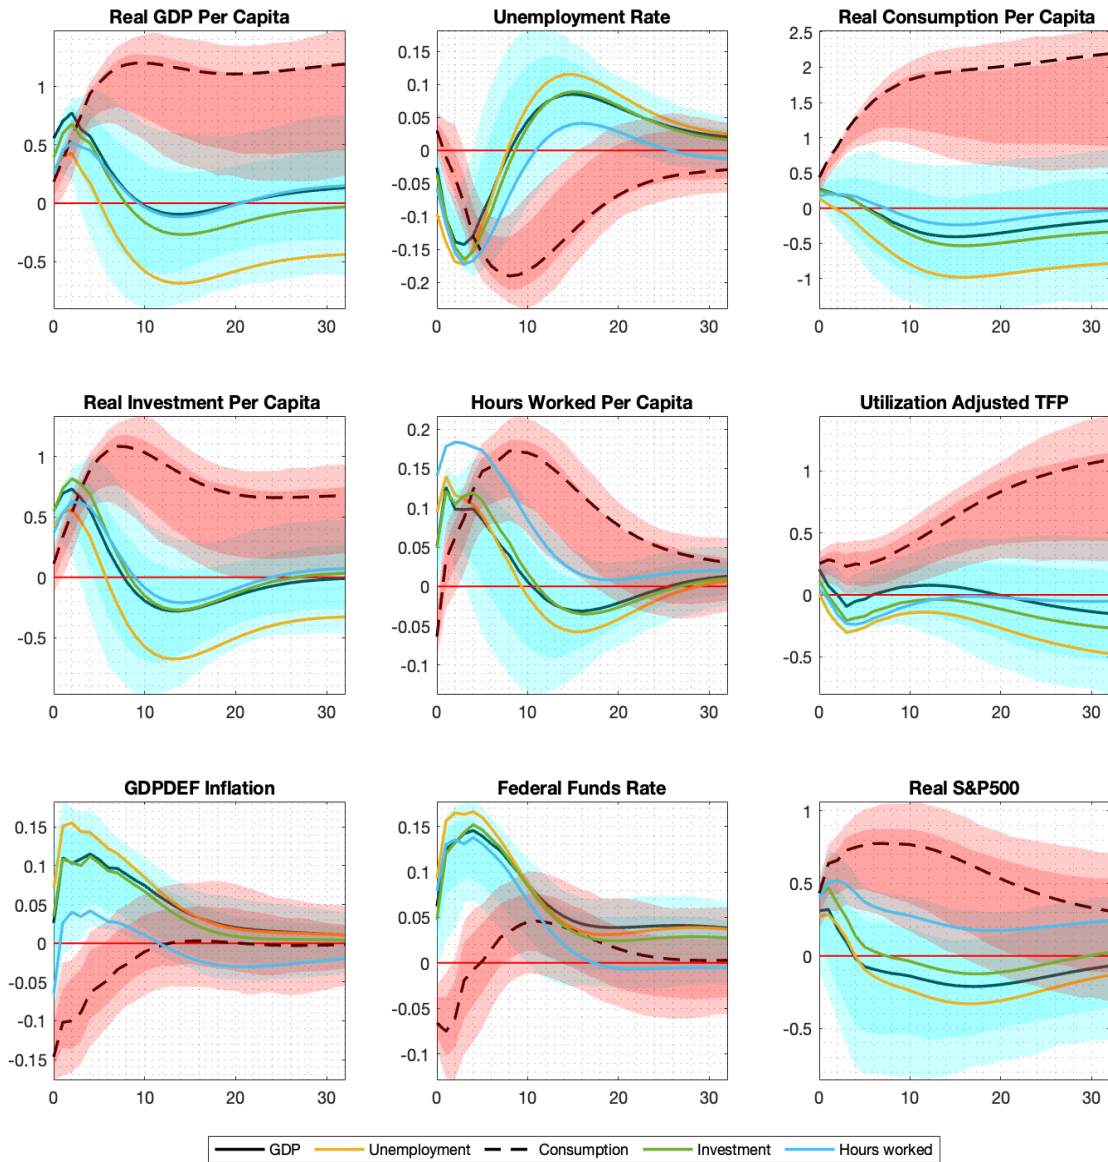 Real GDP Per Capita
1
0.5
0
-0.5
0 10 20 30
Unemployment Rate
0.15
0.1
0.05
0
-0.05
-0.1
-0.15
-0.2
0 10 20 30
Real Consumption Per Capita
2.5
2
1.5
1
0.5
0
-0.5
-1
0 10 20 30
Real Investment Per Capita
1
0.5
0
-0.5
0 10 20 30
Hours Worked Per Capita
0.2
0.15
0.1
0.05
0
-0.05
-0.1
0 10 20 30
Utilization Adjusted TFP
1
0.5
0
-0.5
0 10 20 30
GDPDEF Inflation
0.15
0.1
0.05
0
-0.05
-0.1
-0.15
0 10 20 30
Federal Funds Rate
0.15
0.1
0.05
0
-0.05
-0.1
0 10 20 30
Real S&P500
1
0.5
0
-0.5
0 10 20 30
GDP Unemployment Consumption Investment Hours worked